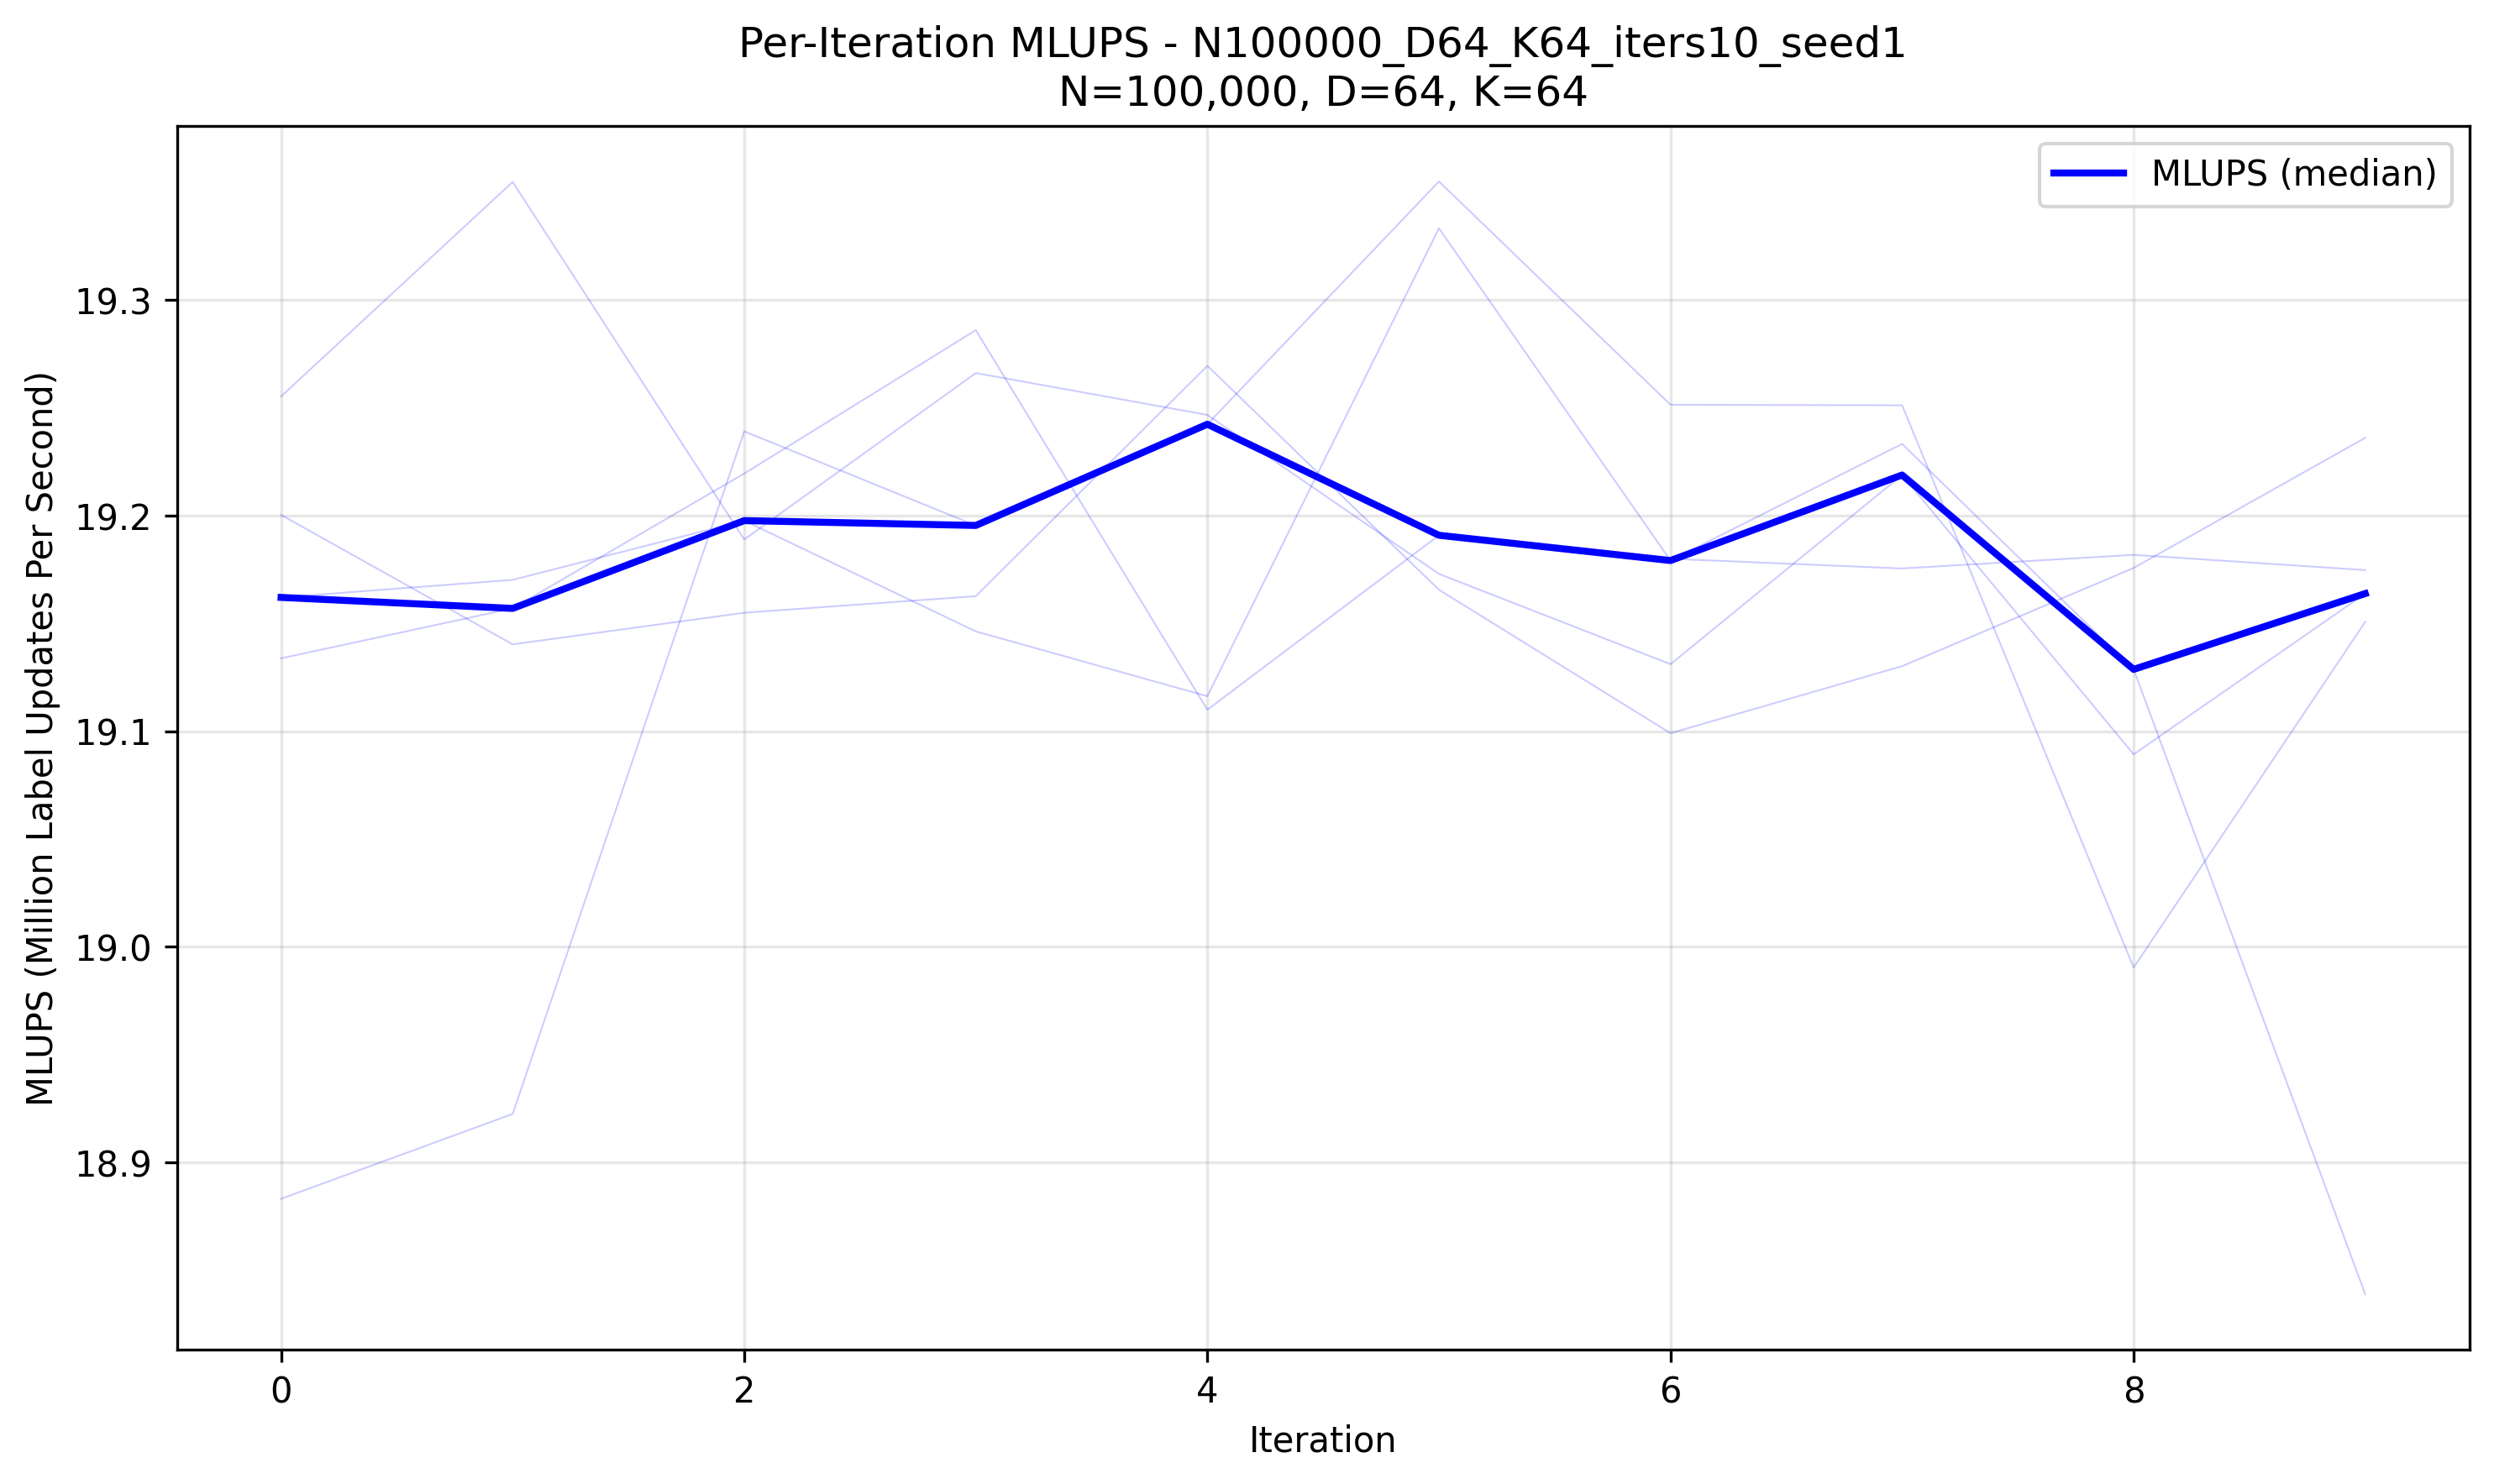 Per-Iteration MLUPS - N100000_D64_K64_iters10_seed1
N=100,000, D=64, K=64
MLUPS (median)
MLUPS (Million Label Updates Per Second)
19.3
19.2
19.1
19.0
18.9
0 2 4 6 8
Iteration